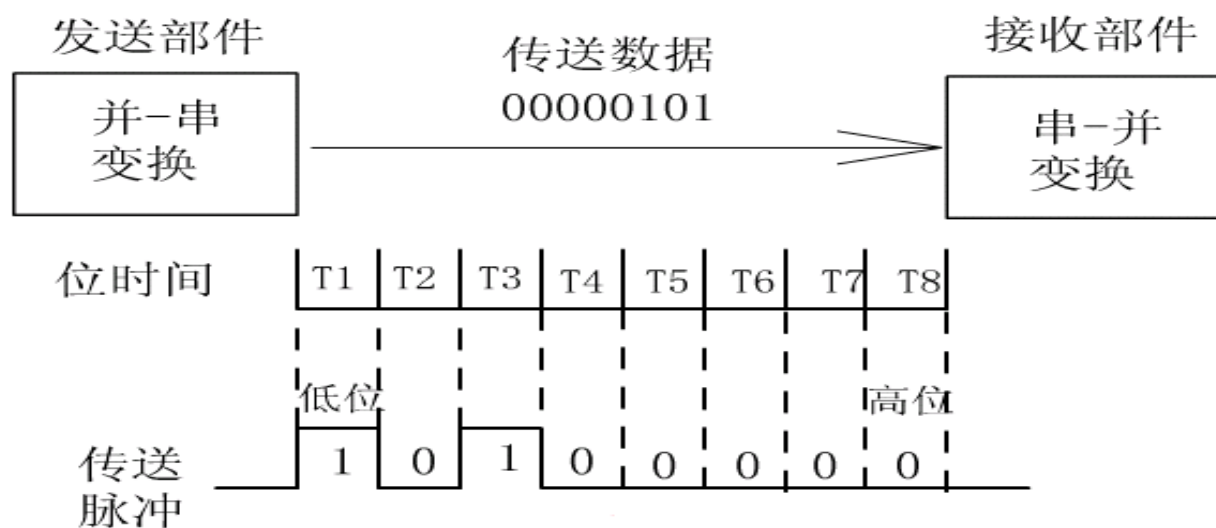 发送部件
传送数据
接收部件
00000101
并-串
变换
串-并
变换
位时间 T1 T2 T3 T4 T5 T6 T7 T8
低位 高位
传送
脉冲
1 0 1 0 0 0 0 0